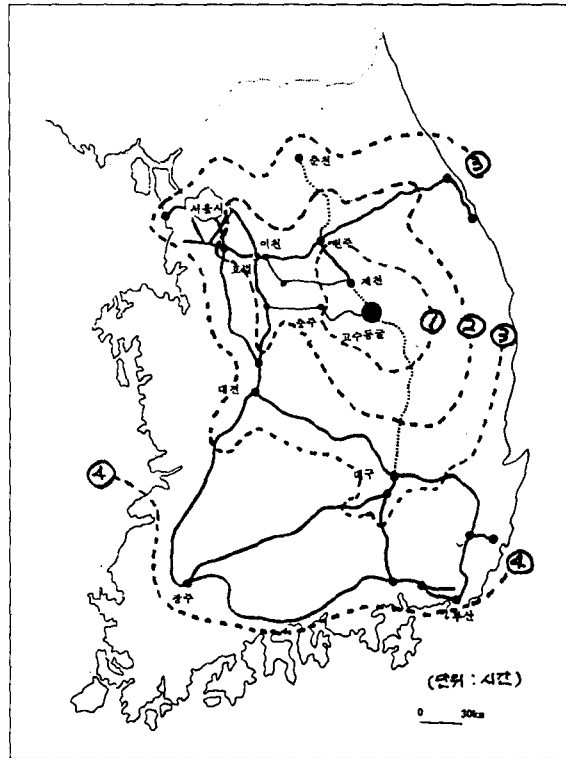 ③
춘천
서울시
이천
원주
호법
제천
충주
고수동굴
①
②
③
대전
④
대구
④
광주
부산
(단위 : 시간)
0 30km